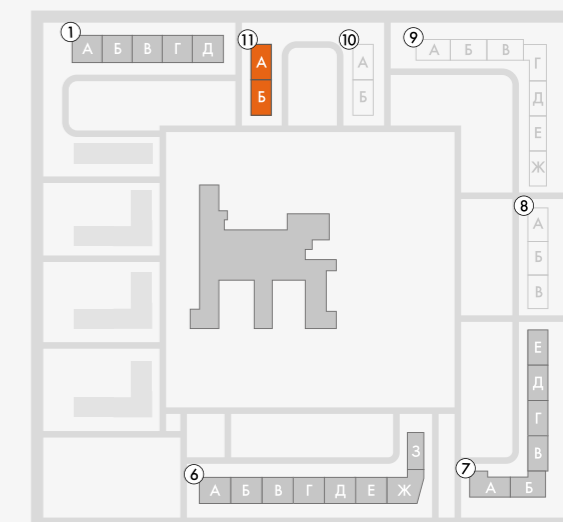 1
А Б В Г Д
11
А
Б
10
А
Б
9
А Б В
Г
Д
Е
Ж
8
А
Б
В
Е
Д
Г
В
7
А Б
6
А Б В Г Д Е Ж
З